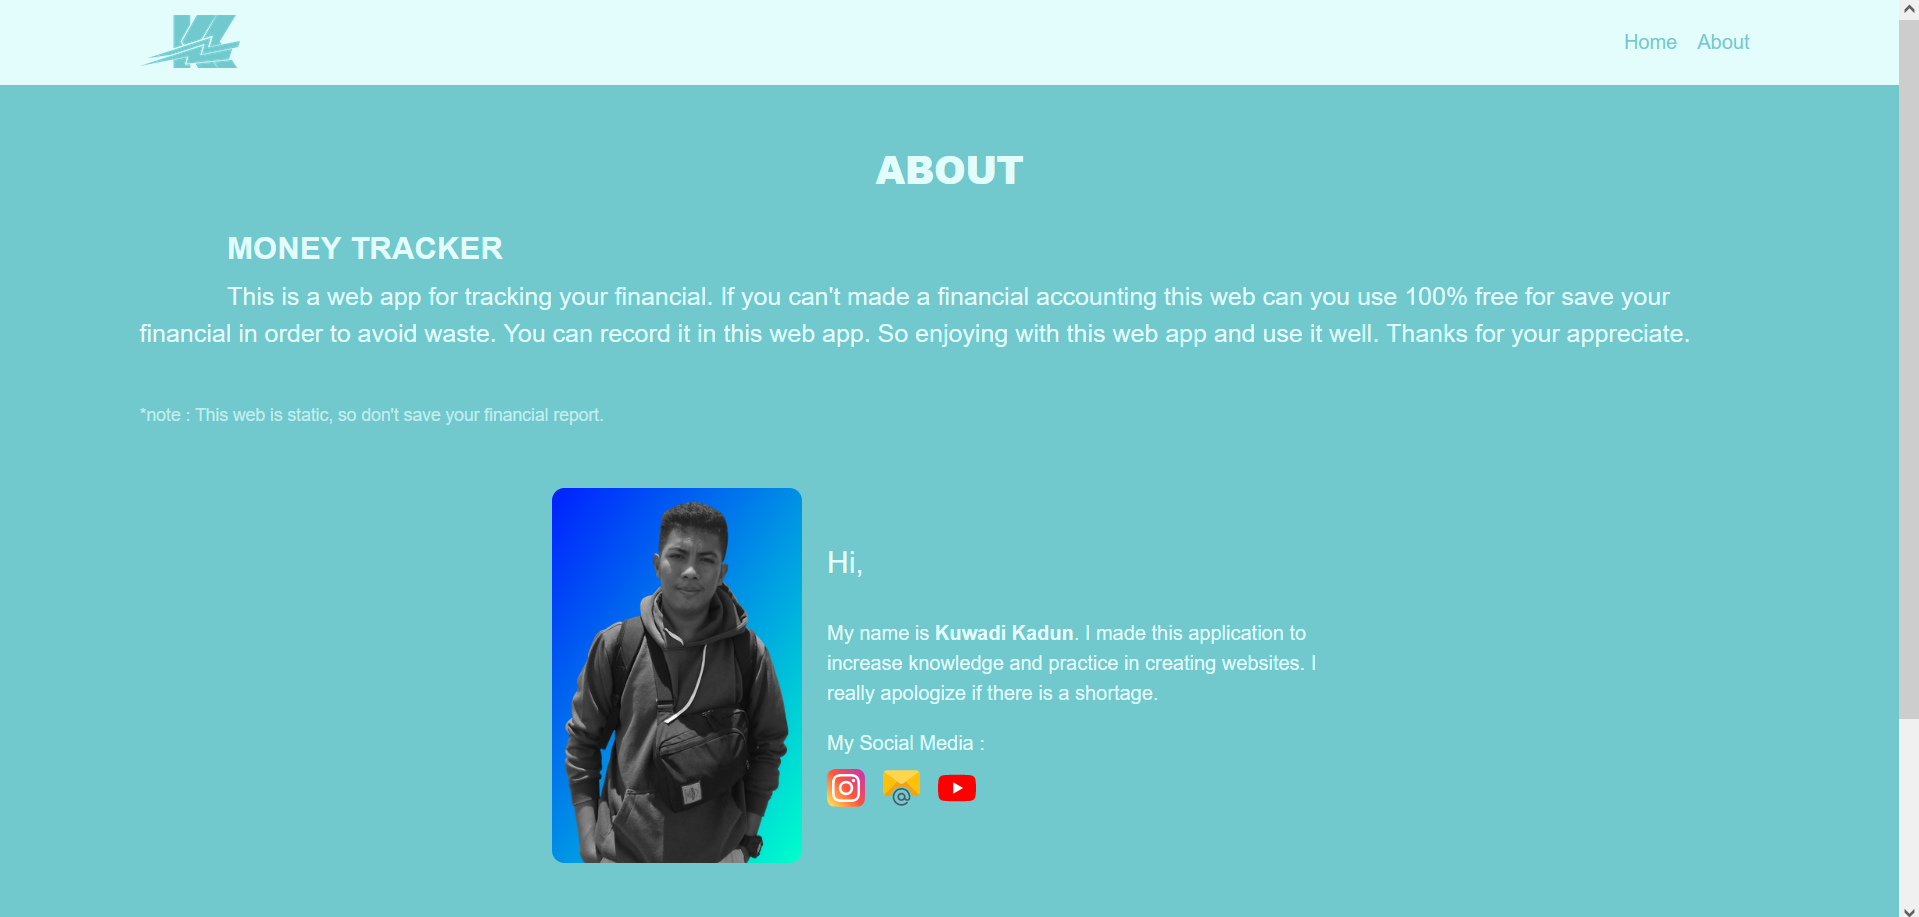 Home About
ABOUT
MONEY TRACKER
This is a web app for tracking your financial. If you can't made a financial accounting this web can you use 100% free for save your
financial in order to avoid waste. You can record it in this web app. So enjoying with this web app and use it well. Thanks for your appreciate.
*note : This web is static, so don't save your financial report.
Hi,
My name is Kuwadi Kadun. I made this application to
increase knowledge and practice in creating websites. I
really apologize if there is a shortage.
My Social Media :